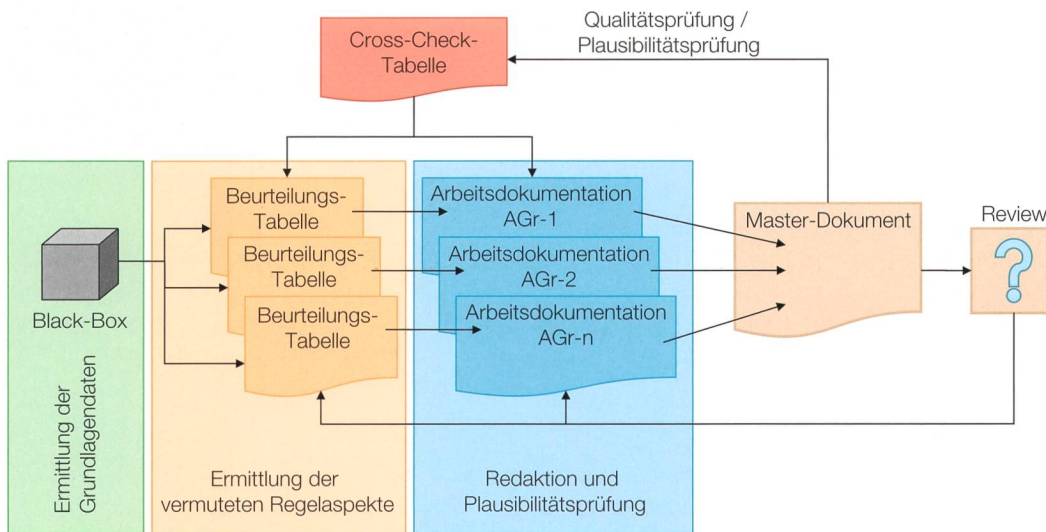 Qualitätsprüfung /
Plausibilitätsprüfung
Cross-Check-
Tabelle
Beurteilungs-
Tabelle
Beurteilungs-
Tabelle
Beurteilungs-
Tabelle
Arbeitsdokumentation
AGr-1
Arbeitsdokumentation
AGr-2
Arbeitsdokumentation
AGr-n
Master-Dokument
Review
Black-Box
Ermittlung der
Grundlagendaten
Ermittlung der
vermuteten Regelaspekte
Redaktion und
Plausibilitätsprüfung
?